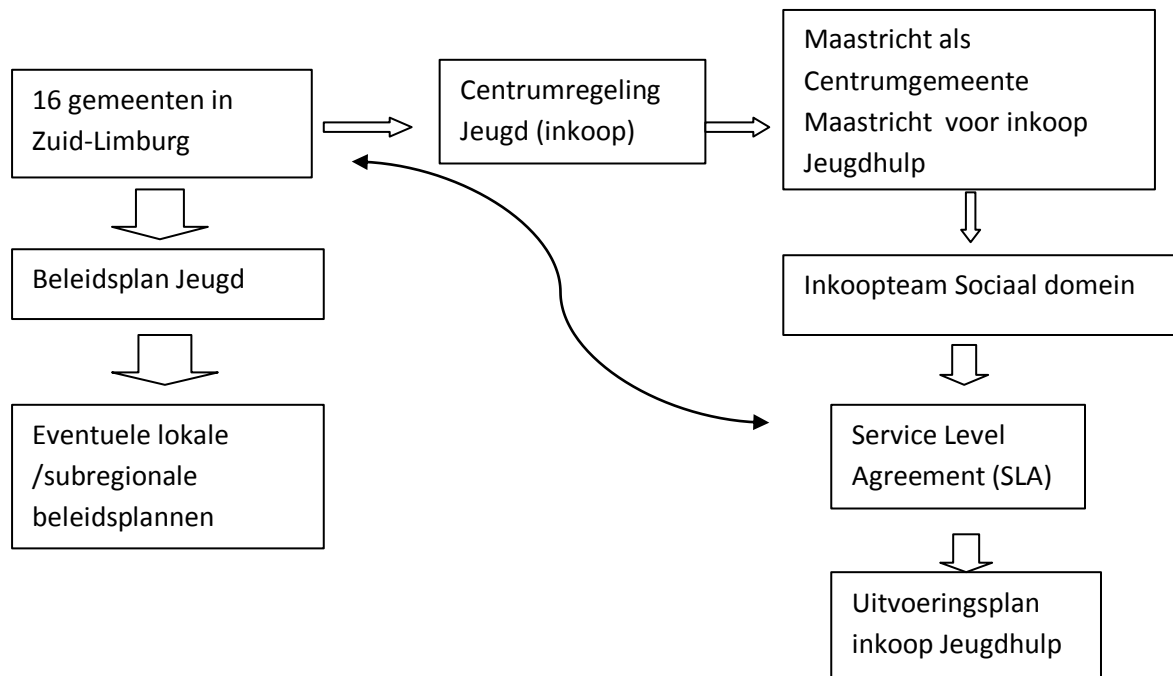 16 gemeenten in
Zuid-Limburg
Centrumregeling
Jeugd (inkoop)
Maastricht als
Centrumgemeente
Maastricht  voor inkoop
Jeugdhulp
Beleidsplan Jeugd
Inkoopteam Sociaal domein
Eventuele lokale
/subregionale
beleidsplannen
Service Level
Agreement (SLA)
Uitvoeringsplan
inkoop Jeugdhulp